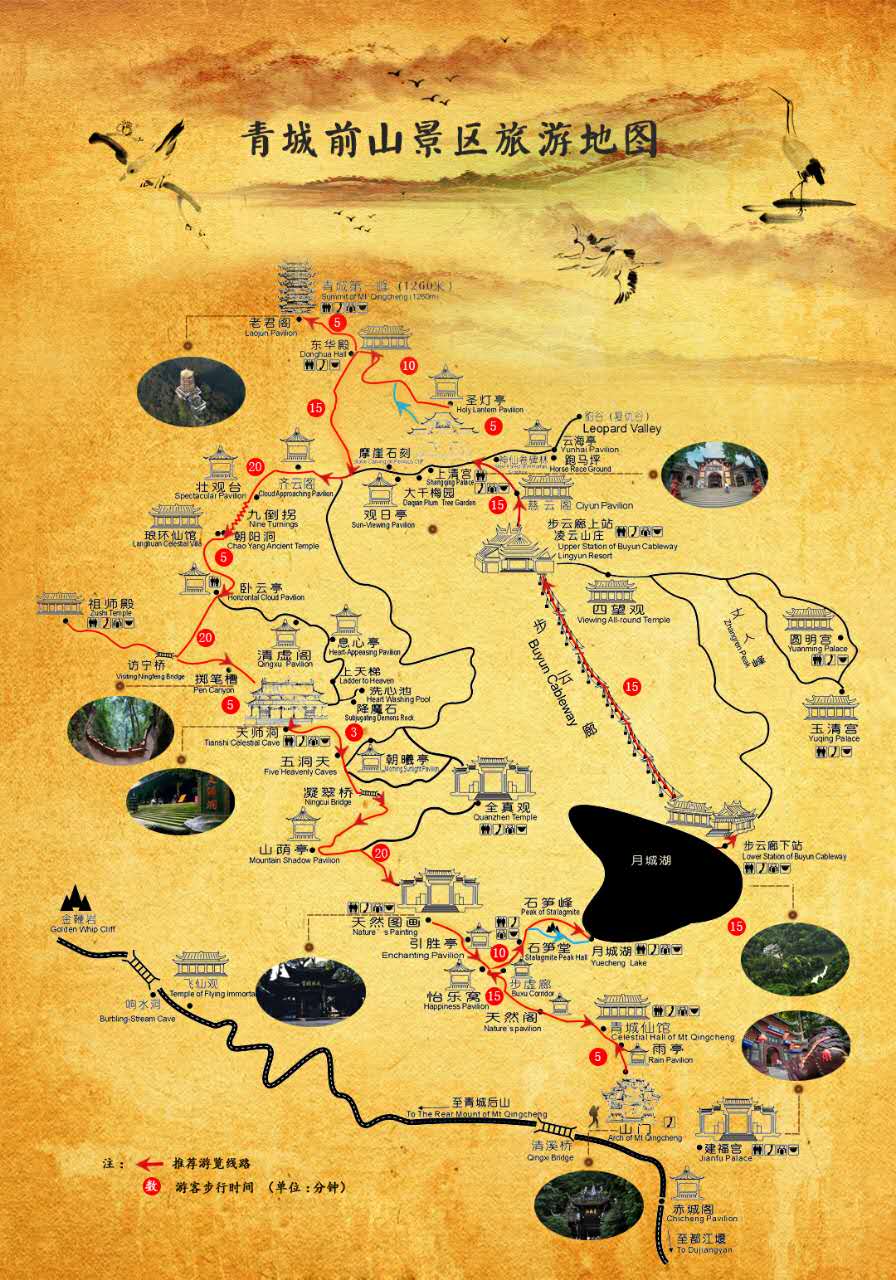 青城前山景区旅游地图
青城第一峰（1260米）
Summit of Mt Qingcheng (1260m)
老君阁
Laojun Pavilion
5
东华殿
Donghua Hall
10
圣灯亭
Holy Lantern Pavilion
15
5
Leopard Valley
云海亭
Yunhai Pavilion
跑马坪
Horse Race Ground
摩崖石刻
上清宫
Shangqing Palace
大千梅园
Daqian Plum Tree Garden
观日亭
Sun-Viewing Pavilion
慈云阁 Ciyun Pavilion
15
20
齐云阁
Cloud Approaching Pavilion
壮观台
Spectacular Pavilion
九倒拐
Nine Turnings
琅环仙馆
Langhuan Celestial Villa
朝阳洞
Chao Yang Ancient Temple
5
步云廊上站
凌云山庄
Upper Station of Buyun Cableway
Lingyun Resort
四望观
Viewing All-round Temple
丈人峰
Zhangren Peak
圆明宫
Yuanming Palace
玉清宫
Yuqing Palace
步云廊
Buyun Cableway
15
卧云亭
Horizontal Cloud Pavilion
祖师殿
Zushi Temple
20
访宁桥
Visiting Ningfeng Bridge
清虚阁
Qingxu Pavilion
息心亭
Heart-Appeasing Pavilion
上天梯
Ladder to Heaven
洗心池
Heart Washing Pool
降魔石
Subjugating Demons Rock
掷笔槽
Pen Canyon
5
天师洞
Tianshi Celestial Cave
3
五洞天
Five Heavenly Caves
朝曦亭
凝翠桥
Ningcui Bridge
全真观
Quanzhen Temple
山荫亭
Mountain Shadow Pavilion
20
月城湖
步云廊下站
Lower Station of Buyun Cableway
15
天然图画
Nature's Painting
石笋峰
Peak of Stalagmite
石笋堂
Stalagmite Peak Hall
月城湖
Yuecheng Lake
引胜亭
Enchanting Pavilion
10
怡乐窝
Happiness Pavilion
15
步虚廊
Buxu Corridor
天然阁
Nature's pavilion
青城仙馆
Celestial Hall of Mt Qingcheng
5
雨亭
Rain Pavilion
山门
Arch of Mt Qingcheng
建福宫
Jianfu Palace
金鞭岩
Golden Whip Cliff
飞仙观
Temple of Flying Immortal
响水洞
Burbling-Stream Cave
至青城后山
To The Rear Mount of Mt Qingcheng
清溪桥
Qingxi Bridge
赤城阁
Chicheng Pavilion
至都江堰
To Dujiangyan
注： 推荐游览线路
数 游客步行时间 （单位：分钟）